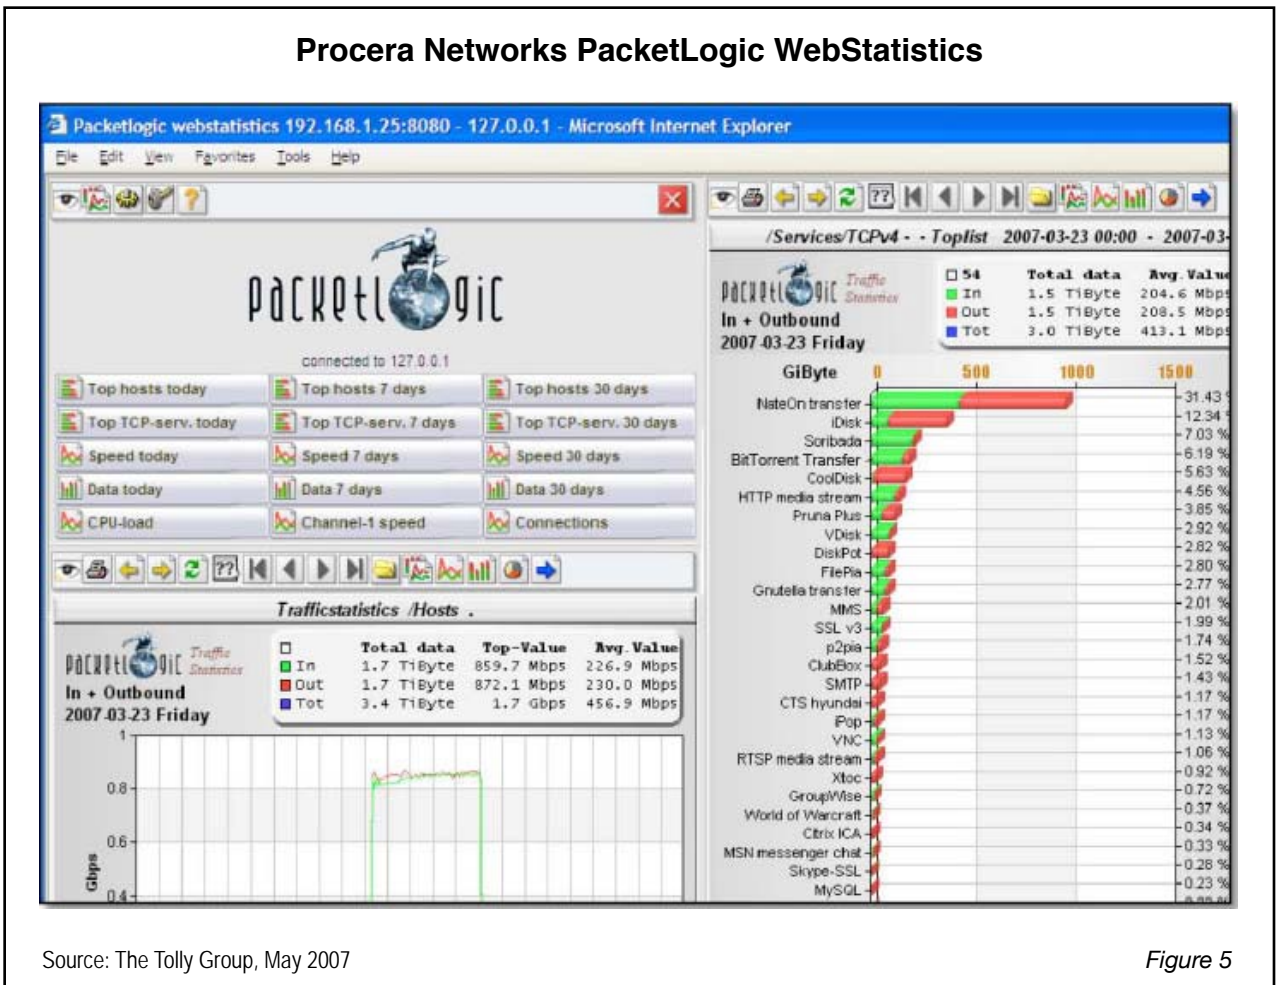 Procera Networks PacketLogic WebStatistics
Packetlogic webstatistics 192.168.1.25:8080 - 127.0.0.1 - Microsoft Internet Explorer
File Edit View Favorites Tools Help
PACKETLOGIC
connected to 127.0.0.1
Top hosts today Top hosts 7 days Top hosts 30 days
Top TCP-serv. today Top TCP-serv. 7 days Top TCP-serv. 30 days
Speed today Speed 7 days Speed 30 days
Data today Data 7 days Data 30 days
CPU-load Channel-1 speed Connections
??
Trafficstatistics /Hosts .
PACKETLOGIC Traffic Statistics
In + Outbound
2007-03-23 Friday
Total data Top-Value Avg.Value
In 1.7 TiByte 859.7 Mbps 226.9 Mbps
Out 1.7 TiByte 872.1 Mbps 230.0 Mbps
Tot 3.4 TiByte 1.7 Gbps 456.9 Mbps
1
0.8
0.6
0.4
Gbps
??
/Services/TCPv4 - - Toplist 2007-03-23 00:00 - 2007-03-
PACKETLOGIC Traffic Statistics
In + Outbound
2007-03-23 Friday
54 Total data Avg.Value
In 1.5 TiByte 204.6 Mbps
Out 1.5 TiByte 208.5 Mbps
Tot 3.0 TiByte 413.1 Mbps
GiByte 0 500 1000 1500
NateOn transfer 31.43 %
iDisk 12.34 %
Soribada 7.03 %
BitTorrent Transfer 6.19 %
CoolDisk 5.63 %
HTTP media stream 4.56 %
Pruna Plus 3.85 %
VDisk 2.92 %
DiskPot 2.82 %
FilePia 2.80 %
Gnutella transfer 2.77 %
MMS 2.01 %
SSL v3 1.99 %
p2pia 1.74 %
ClubBox 1.52 %
SMTP 1.43 %
CTS hyundai 1.17 %
iPop 1.17 %
VNC 1.13 %
RTSP media stream 1.06 %
Xtoc 0.92 %
GroupWise 0.72 %
World of Warcraft 0.37 %
Citrix ICA 0.34 %
MSN messenger chat 0.33 %
Skype-SSL 0.28 %
MySQL 0.23 %
Source: The Tolly Group, May 2007
Figure 5